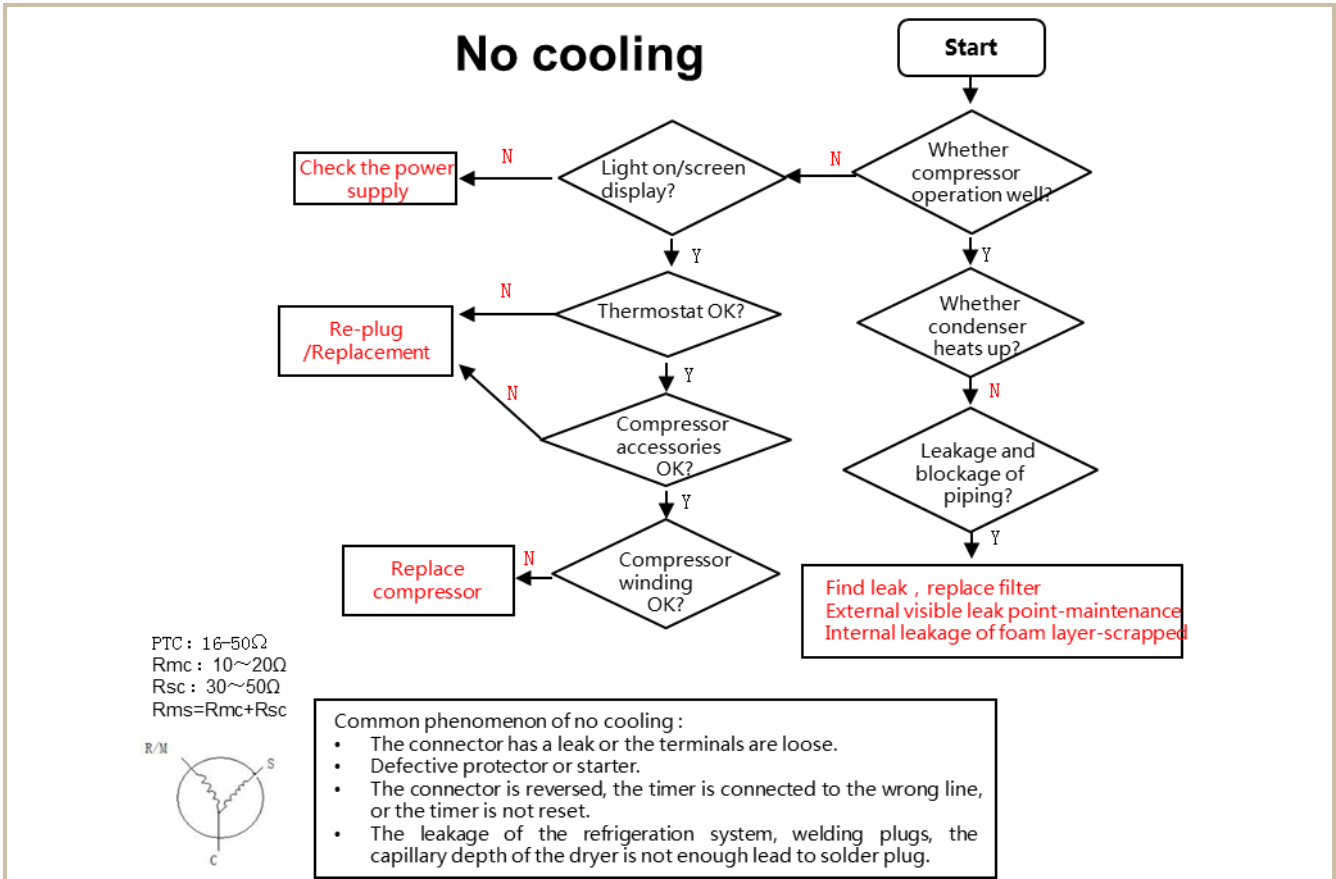 No cooling
Start
Whether
compressor
operation well?
N
Light on/screen
display?
N
Check the power
supply
Y
Y
Thermostat OK?
N
Re-plug
/Replacement
Whether
condenser
heats up?
Y
N
Compressor
accessories
OK?
N
Leakage and
blockage of
piping?
Y
Y
Compressor
winding
OK?
N
Replace
compressor
Find leak , replace filter
External visible leak point-maintenance
Internal leakage of foam layer-scrapped
PTC: 16-50Ω
Rmc: 10～20Ω
Rsc: 30～50Ω
Rms=Rmc+Rsc
R/M
S
C
Common phenomenon of no cooling :
• The connector has a leak or the terminals are loose.
• Defective protector or starter.
• The connector is reversed, the timer is connected to the wrong line,
or the timer is not reset.
• The leakage of the refrigeration system, welding plugs, the
capillary depth of the dryer is not enough lead to solder plug.